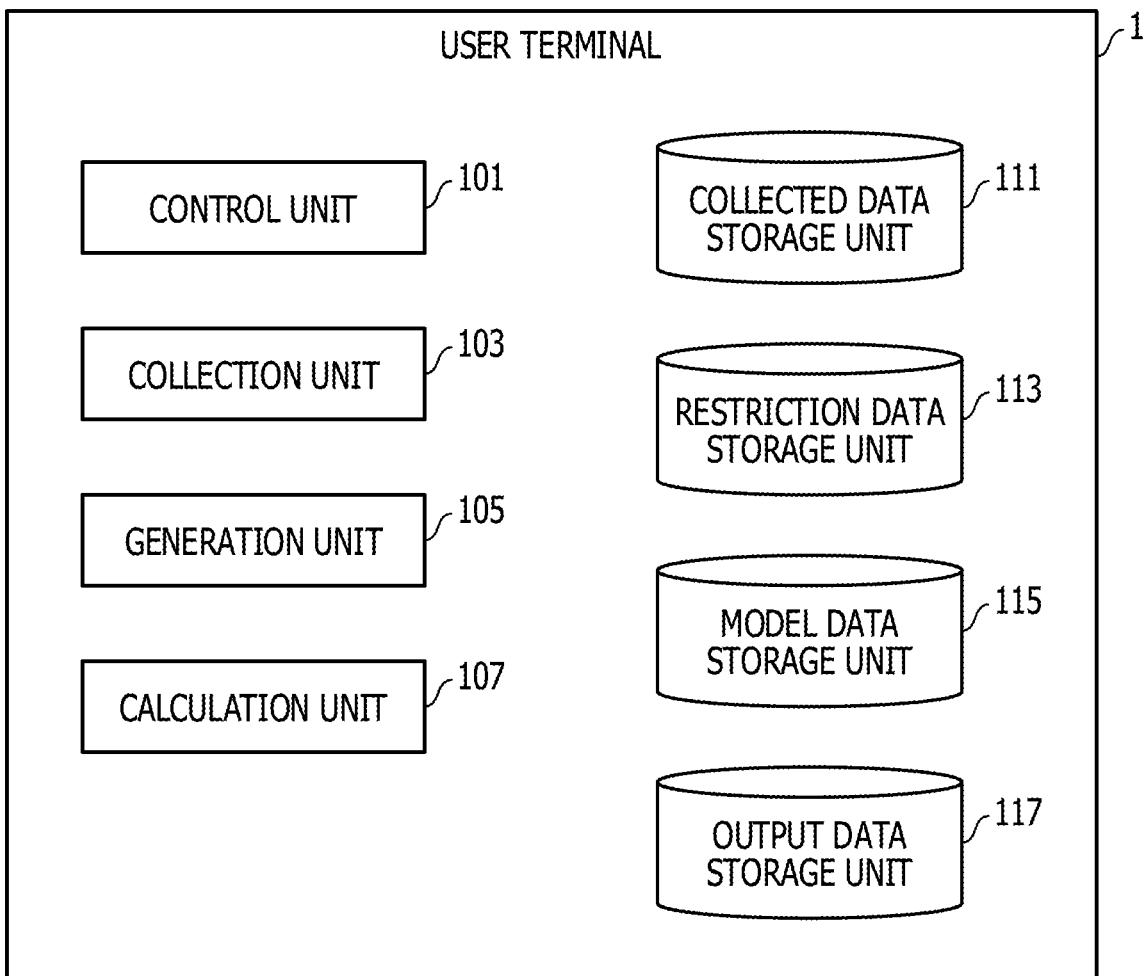 USER TERMINAL
1
CONTROL UNIT
101
COLLECTION UNIT
103
GENERATION UNIT
105
CALCULATION UNIT
107
COLLECTED DATA
STORAGE UNIT
111
RESTRICTION DATA
STORAGE UNIT
113
MODEL DATA
STORAGE UNIT
115
OUTPUT DATA
STORAGE UNIT
117